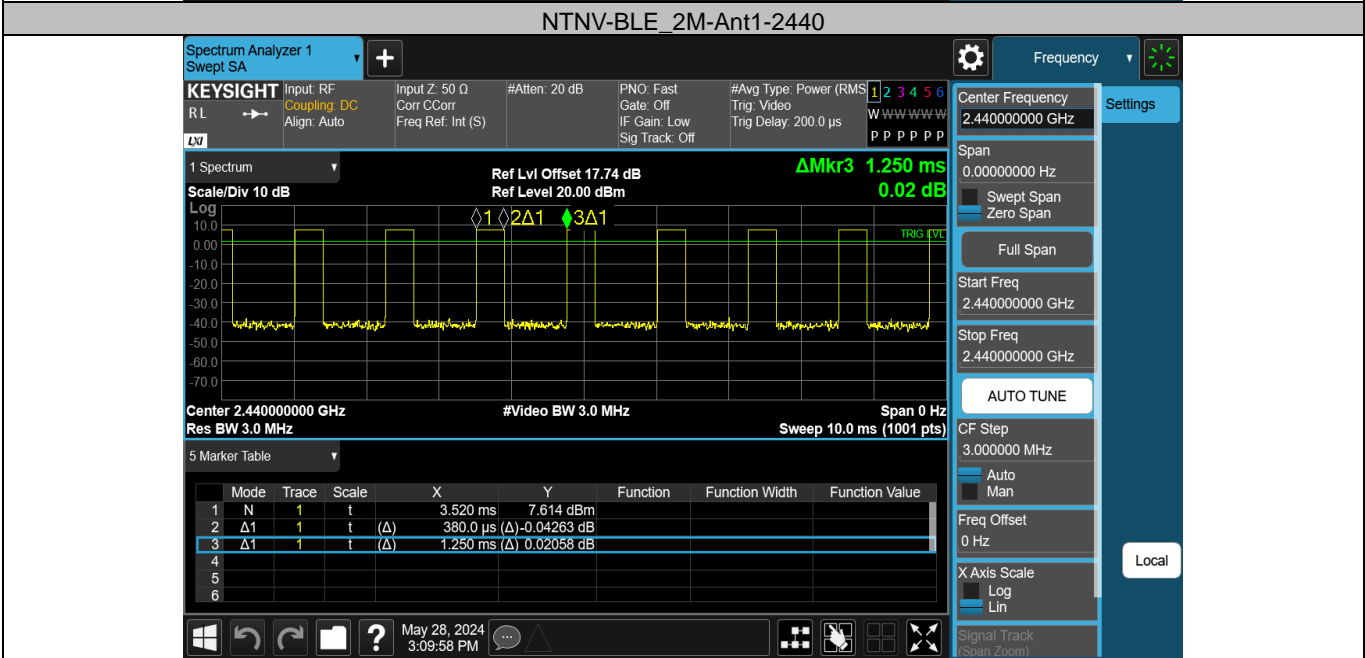 NTNV-BLE_2M-Ant1-2440
Spectrum Analyzer 1
Swept SA
Frequency
KEYSIGHT
RL
LXI
Input: RF
Coupling: DC
Align: Auto
Input Z: 50 Ω
Corr CCorr
Freq Ref: Int (S)
#Atten: 20 dB
PNO: Fast
Gate: Off
IF Gain: Low
Sig Track: Off
#Avg Type: Power (RMS
Trig: Video
Trig Delay: 200.0 µs
1 2 3 4 5 6
W W W W W W
P P P P P P
1 Spectrum
Scale/Div 10 dB
Log
Ref Lvl Offset 17.74 dB
Ref Level 20.00 dBm
ΔMkr3 1.250 ms
0.02 dB
1 2Δ1 3Δ1
TRIG LVL
10.0
0.00
-10.0
-20.0
-30.0
-40.0
-50.0
-60.0
-70.0
Center 2.440000000 GHz
#Video BW 3.0 MHz
Span 0 Hz
Res BW 3.0 MHz
Sweep 10.0 ms (1001 pts)
5 Marker Table
Mode Trace Scale X Y Function Function Width Function Value
1 N 1 t 3.520 ms 7.614 dBm
2 Δ1 1 t (Δ) 380.0 µs (Δ) -0.04263 dB
3 Δ1 1 t (Δ) 1.250 ms (Δ) 0.02058 dB
4
5
6
?
May 28, 2024
3:09:58 PM
Center Frequency
2.440000000 GHz
Settings
Span
0.00000000 Hz
Swept Span
Zero Span
Full Span
Start Freq
2.440000000 GHz
Stop Freq
2.440000000 GHz
AUTO TUNE
CF Step
3.000000 MHz
Auto
Man
Freq Offset
0 Hz
X Axis Scale
Log
Lin
Local
Signal Track
(Span Zoom)